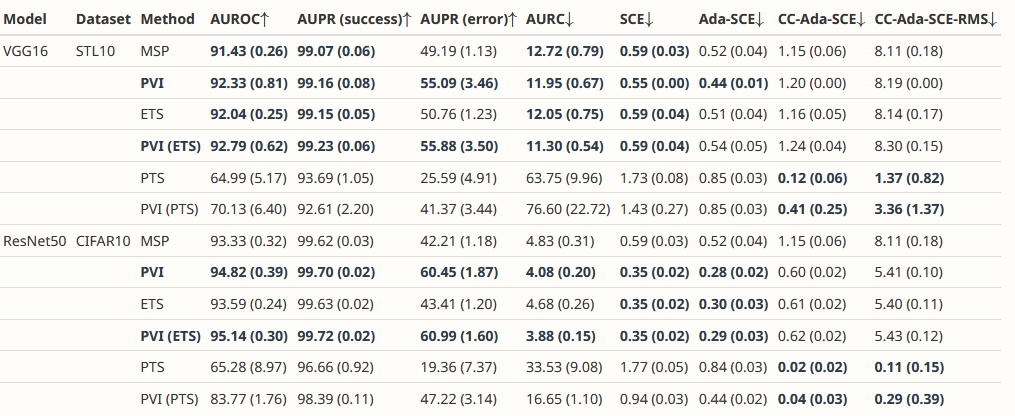 Model Dataset Method AUROC↑ AUPR (success)↑ AUPR (error)↑ AURC↓ SCE↓ Ada-SCE↓ CC-Ada-SCE↓ CC-Ada-SCE-RMS↓
VGG16 STL10 MSP 91.43 (0.26) 99.07 (0.06) 49.19 (1.13) 12.72 (0.79) 0.59 (0.03) 0.52 (0.04) 1.15 (0.06) 8.11 (0.18)
PVI 92.33 (0.81) 99.16 (0.08) 55.09 (3.46) 11.95 (0.67) 0.55 (0.00) 0.44 (0.01) 1.20 (0.00) 8.19 (0.00)
ETS 92.04 (0.25) 99.15 (0.05) 50.76 (1.23) 12.05 (0.75) 0.59 (0.04) 0.51 (0.04) 1.16 (0.05) 8.14 (0.17)
PVI (ETS) 92.79 (0.62) 99.23 (0.06) 55.88 (3.50) 11.30 (0.54) 0.59 (0.04) 0.54 (0.05) 1.24 (0.04) 8.30 (0.15)
PTS 64.99 (5.17) 93.69 (1.05) 25.59 (4.91) 63.75 (9.96) 1.73 (0.08) 0.85 (0.03) 0.12 (0.06) 1.37 (0.82)
PVI (PTS) 70.13 (6.40) 92.61 (2.20) 41.37 (3.44) 76.60 (22.72) 1.43 (0.27) 0.85 (0.03) 0.41 (0.25) 3.36 (1.37)
ResNet50 CIFAR10 MSP 93.33 (0.32) 99.62 (0.03) 42.21 (1.18) 4.83 (0.31) 0.59 (0.03) 0.52 (0.04) 1.15 (0.06) 8.11 (0.18)
PVI 94.82 (0.39) 99.70 (0.02) 60.45 (1.87) 4.08 (0.20) 0.35 (0.02) 0.28 (0.02) 0.60 (0.02) 5.41 (0.10)
ETS 93.59 (0.24) 99.63 (0.02) 43.41 (1.20) 4.68 (0.26) 0.35 (0.02) 0.30 (0.03) 0.61 (0.02) 5.40 (0.11)
PVI (ETS) 95.14 (0.30) 99.72 (0.02) 60.99 (1.60) 3.88 (0.15) 0.35 (0.02) 0.29 (0.03) 0.62 (0.02) 5.43 (0.12)
PTS 65.28 (8.97) 96.66 (0.92) 19.36 (7.37) 33.53 (9.08) 1.77 (0.05) 0.84 (0.03) 0.02 (0.02) 0.11 (0.15)
PVI (PTS) 83.77 (1.76) 98.39 (0.11) 47.22 (3.14) 16.65 (1.10) 0.94 (0.03) 0.44 (0.02) 0.04 (0.03) 0.29 (0.39)